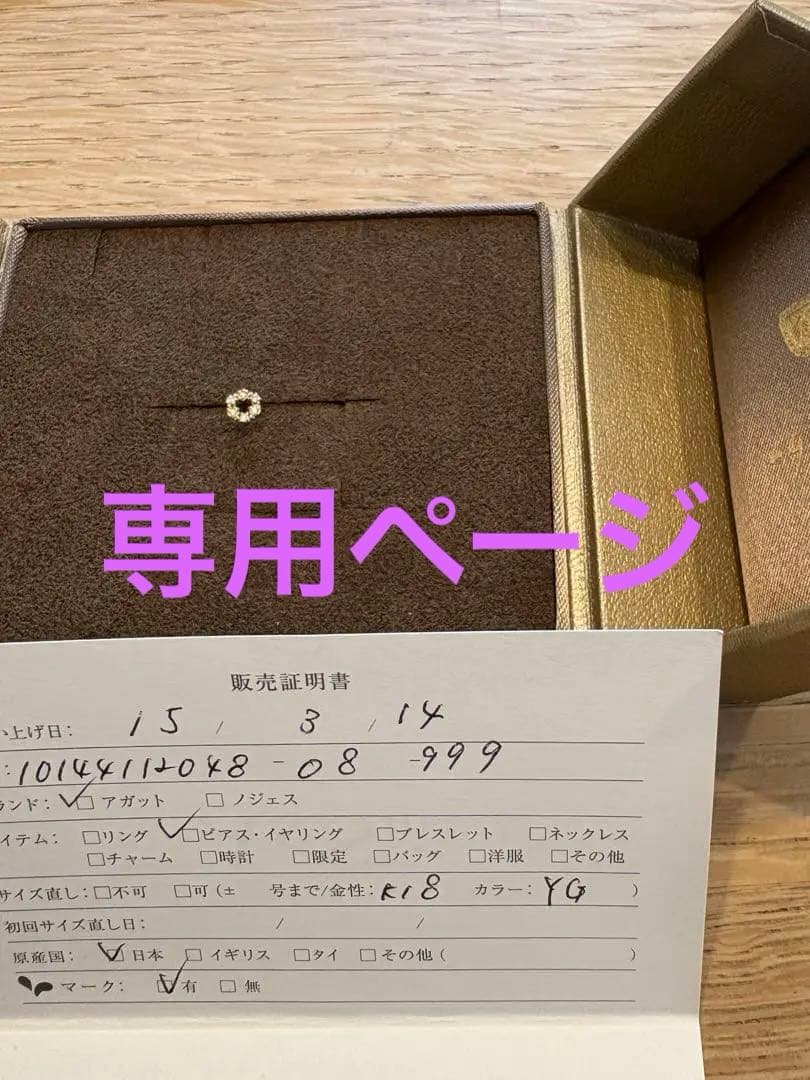 専用ページ
販売証明書
い上げ日: 15 / 3 / 14
: 10144112048 - 08 - 999
ランド: ☑アガット □ノジェス
イテム: □リング ☑ピアス・イヤリング □ブレスレット □ネックレス
□チャーム □時計 □限定 □バッグ □洋服 □その他
サイズ直し: □不可 □可(± 号まで/金性: K18 カラー: YG )
初回サイズ直し日: / /
原産国: ☑日本 □イギリス □タイ □その他( )
マーク: ☑有 □無